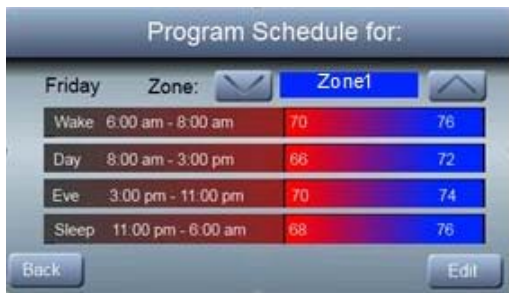 Program Schedule for:
Friday Zone: Zone1
Wake 6:00 am - 8:00 am 70 76
Day 8:00 am - 3:00 pm 66 72
Eve 3:00 pm - 11:00 pm 70 74
Sleep 11:00 pm - 6:00 am 68 76
Back Edit